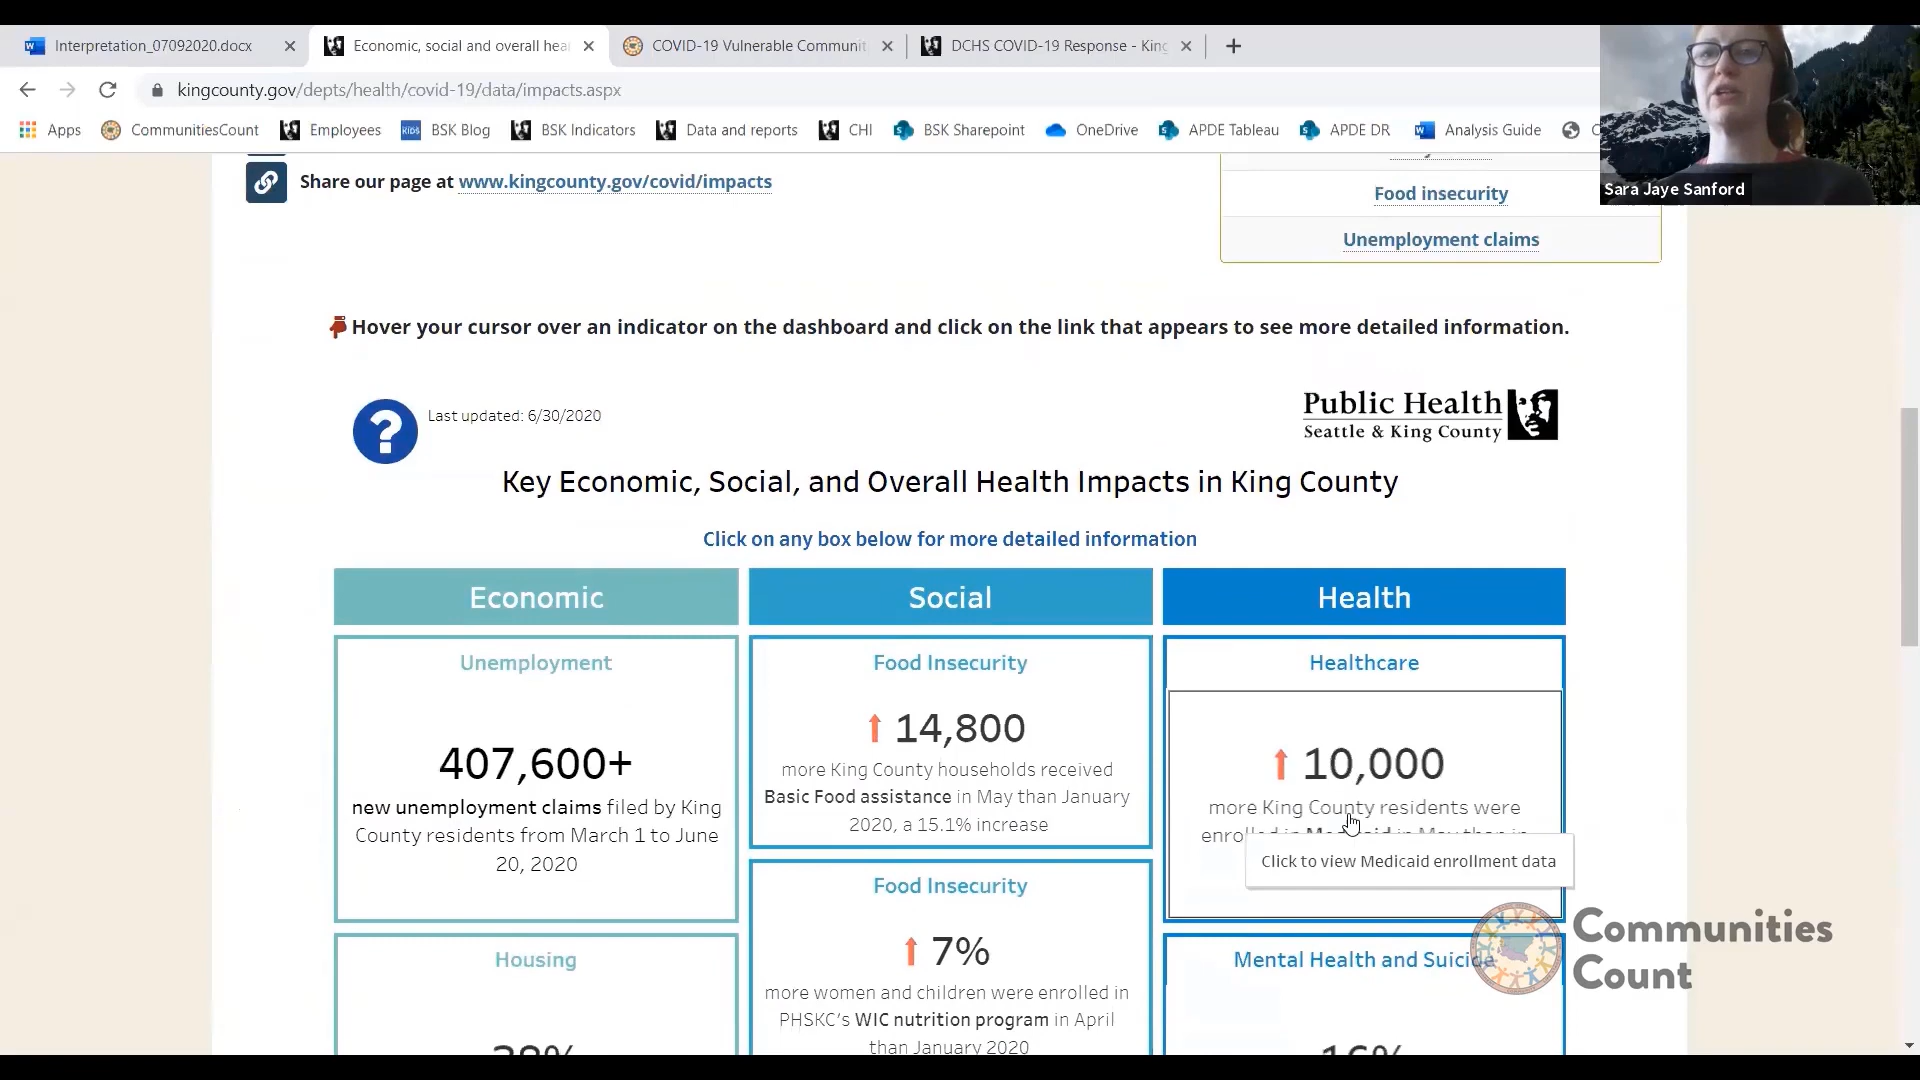 Interpretation_07092020.docx
Economic, social and overall hea
COVID-19 Vulnerable Communit
DCHS COVID-19 Response - King
kingcounty.gov/depts/health/covid-19/data/impacts.aspx
Apps
CommunitiesCount
Employees
KIDS
BSK Blog
BSK Indicators
Data and reports
CHI
BSK Sharepoint
OneDrive
APDE Tableau
APDE DR
Analysis Guide
Sara Jaye Sanford
Share our page at www.kingcounty.gov/covid/impacts
Food insecurity
Unemployment claims
Hover your cursor over an indicator on the dashboard and click on the link that appears to see more detailed information.
?
Last updated: 6/30/2020
Public Health
Seattle & King County
Key Economic, Social, and Overall Health Impacts in King County
Click on any box below for more detailed information
Economic
Unemployment
407,600+
new unemployment claims filed by King
County residents from March 1 to June
20, 2020
Housing
Social
Food Insecurity
14,800
more King County households received
Basic Food assistance in May than January
2020, a 15.1% increase
Food Insecurity
7%
more women and children were enrolled in
PHSKC's WIC nutrition program in April
than January 2020
Health
Healthcare
10,000
more King County residents were
enrolled in Medicaid in May than in
Click to view Medicaid enrollment data
Mental Health and Suicide
16%
Communities
Count